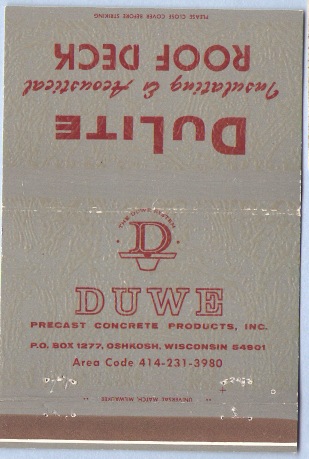 PLEASE CLOSE COVER BEFORE STRIKING
DULITE
Insulating & Acoustical
ROOF DECK
THE DUWE SYSTEM
D
DUWE
PRECAST CONCRETE PRODUCTS, INC.
P.O. BOX 1277, OSHKOSH, WISCONSIN 54901
Area Code 414-231-3980
UNIVERSAL MATCH, MILWAUKEE